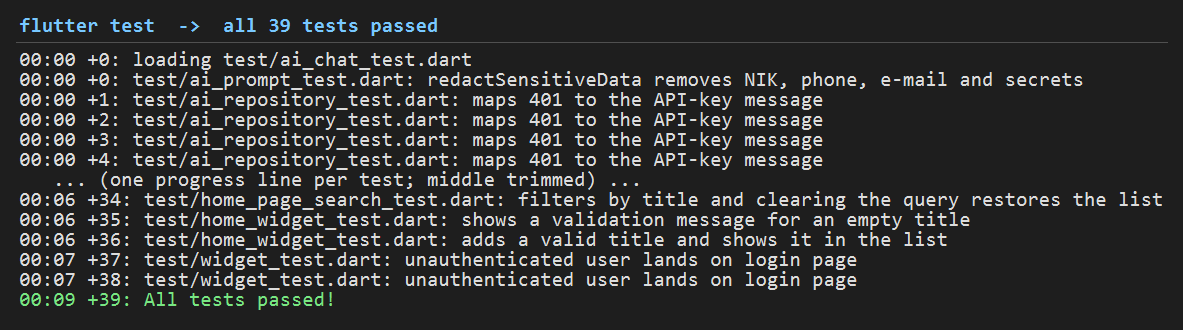 flutter test  ->  all 39 tests passed
00:00 +0: loading test/ai_chat_test.dart
00:00 +0: test/ai_prompt_test.dart: redactSensitiveData removes NIK, phone, e-mail and secrets
00:00 +1: test/ai_repository_test.dart: maps 401 to the API-key message
00:00 +2: test/ai_repository_test.dart: maps 401 to the API-key message
00:00 +3: test/ai_repository_test.dart: maps 401 to the API-key message
00:00 +4: test/ai_repository_test.dart: maps 401 to the API-key message
   ... (one progress line per test; middle trimmed) ...
00:06 +34: test/home_page_search_test.dart: filters by title and clearing the query restores the list
00:06 +35: test/home_widget_test.dart: shows a validation message for an empty title
00:06 +36: test/home_widget_test.dart: adds a valid title and shows it in the list
00:07 +37: test/widget_test.dart: unauthenticated user lands on login page
00:07 +38: test/widget_test.dart: unauthenticated user lands on login page
00:09 +39: All tests passed!